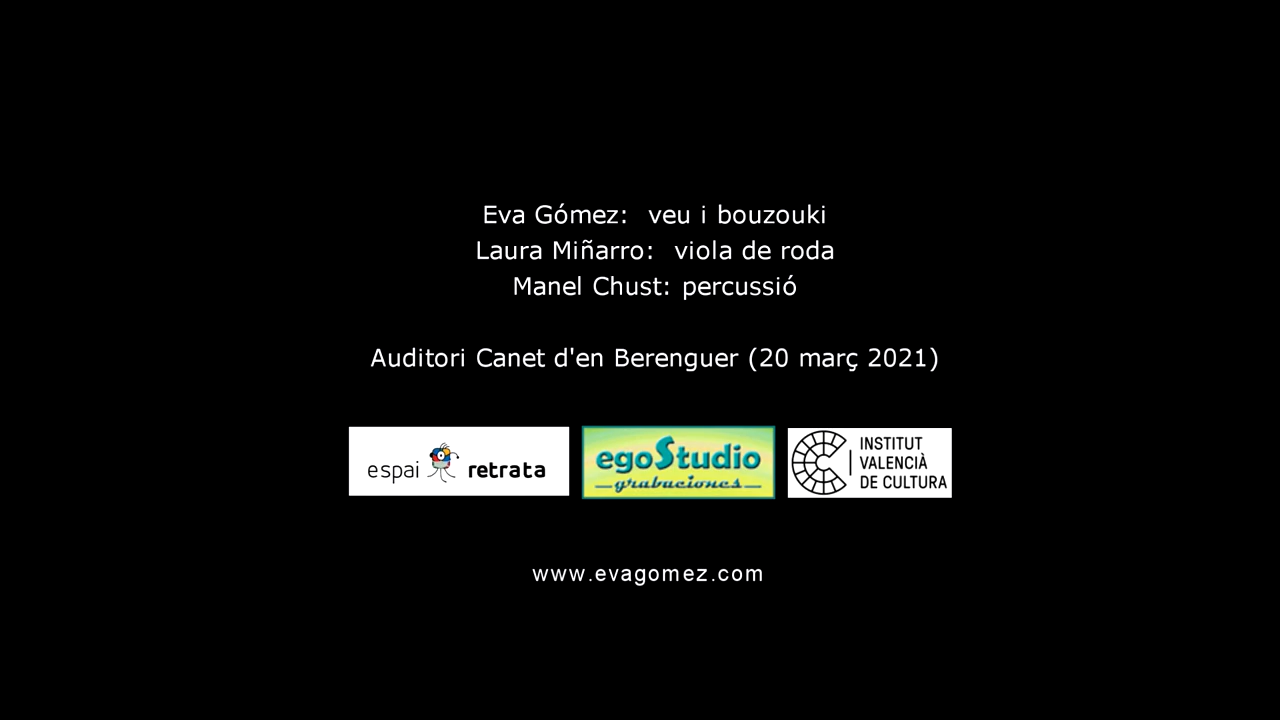 Eva Gómez:  veu i bouzouki
Laura Miñarro:  viola de roda
Manel Chust: percussió
Auditori Canet d'en Berenguer (20 març 2021)
espai retrata
egoStudio
grabaciones
INSTITUT
VALENCIÀ
DE CULTURA
www.evagomez.com